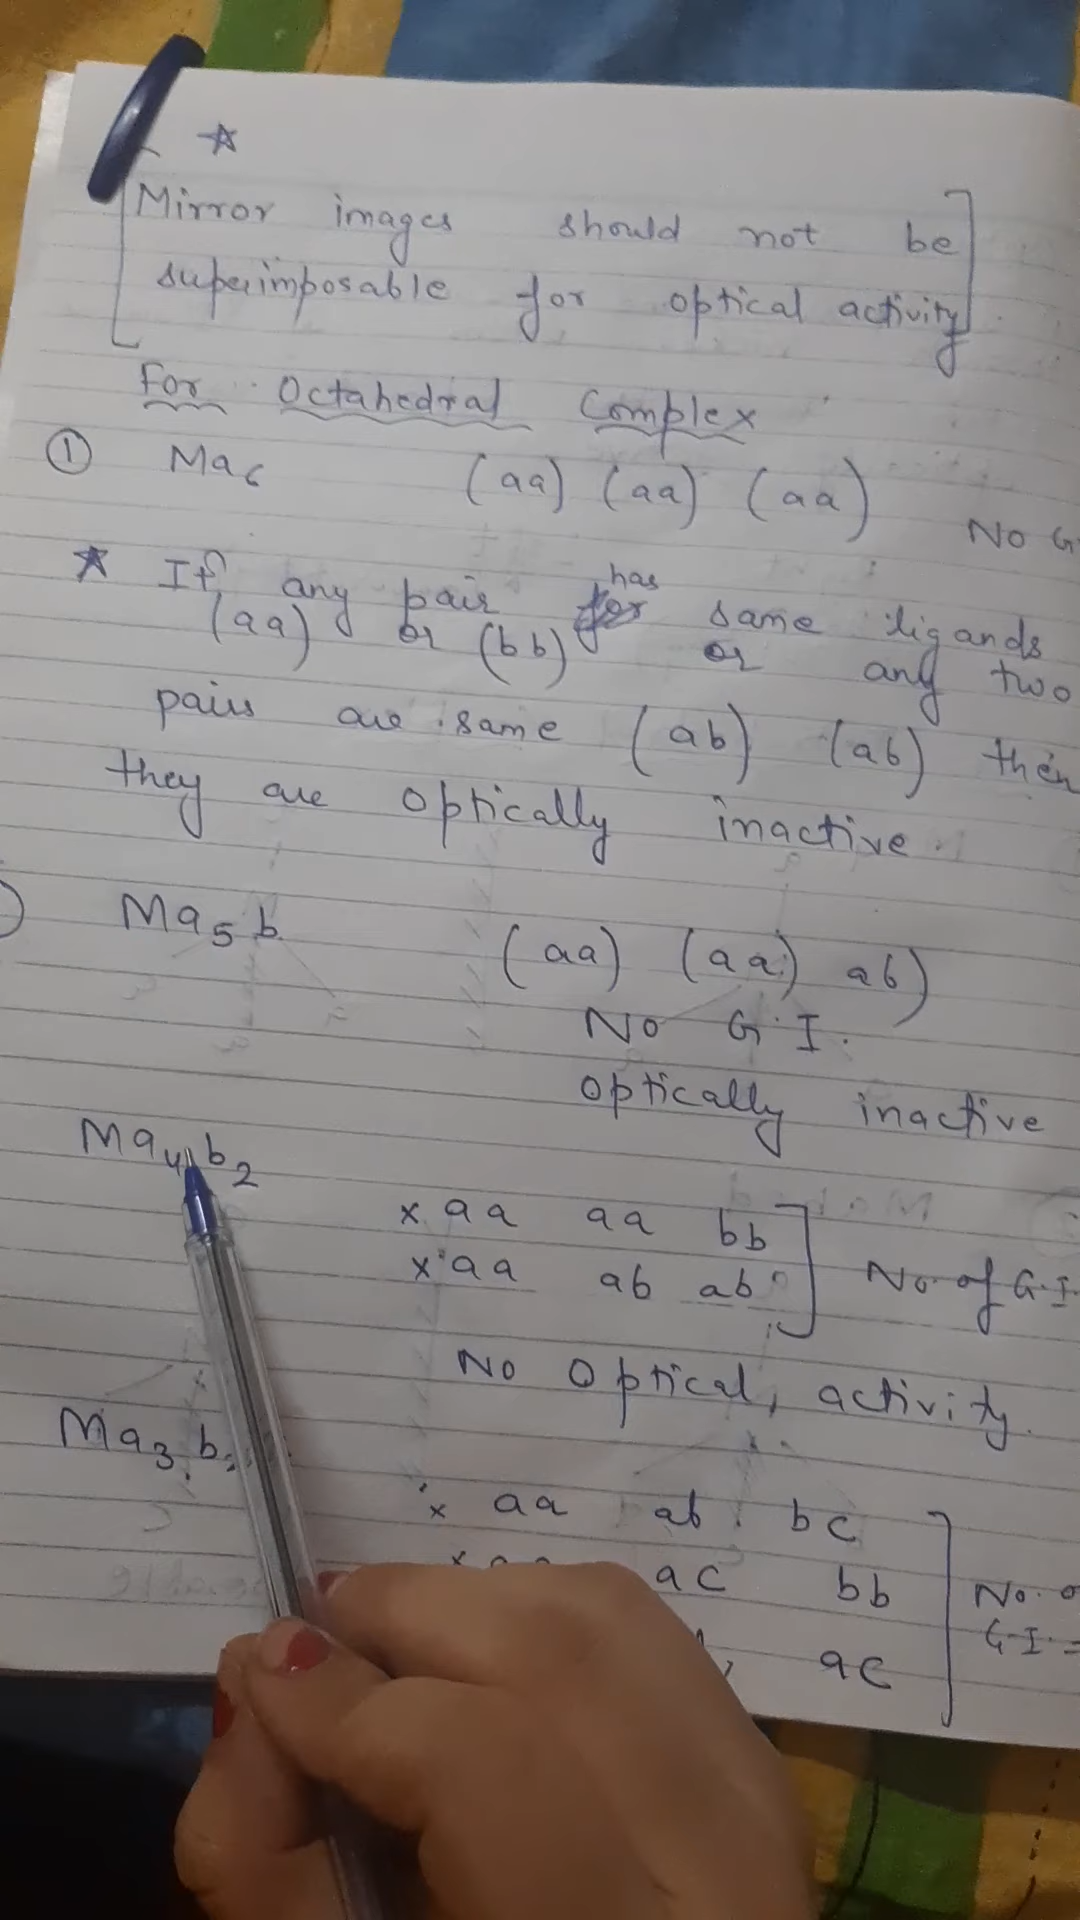 Mirror images should not be
superimposable for optical activity
For Octahedral Complex
① Ma6 (aa) (aa) (aa)
No G
★ If any pair has same ligands
(aa) or (bb) or any two
pairs are same (ab) (ab) then
they are optically inactive.
Ma5b (aa) (aa) ab)
No G.I.
Optically inactive
Ma4b2
x aa aa bb
x aa ab ab
No. of G.I.
No Optical activity.
Ma3b
x aa ab bc
x ac bb
No. o
G.I. =
ac